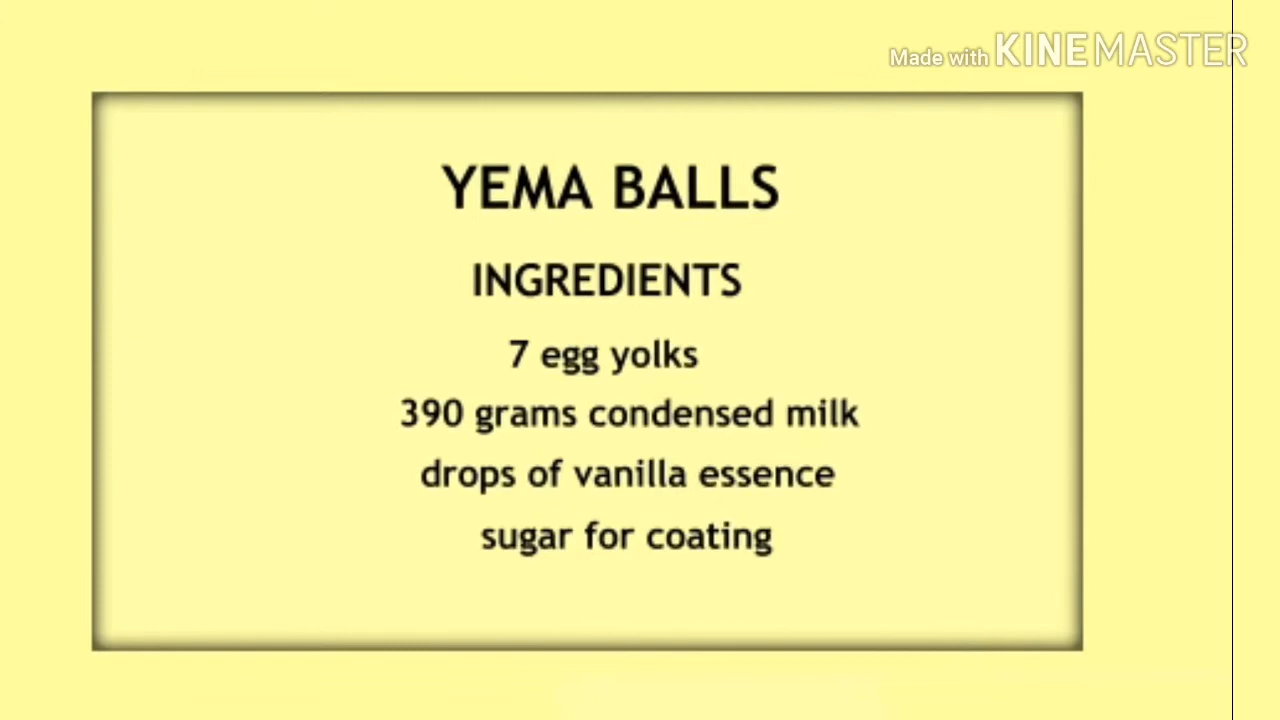 Made with KINEMASTER
YEMA BALLS
INGREDIENTS
7 egg yolks
390 grams condensed milk
drops of vanilla essence
sugar for coating